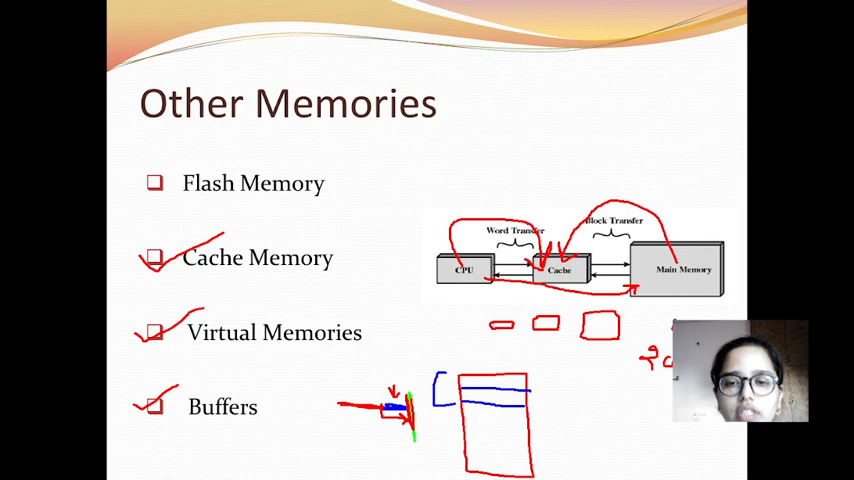 Other Memories
Flash Memory
Cache Memory
Virtual Memories
Buffers
Block Transfer
Word Transfer
CPU
Cache
Main Memory